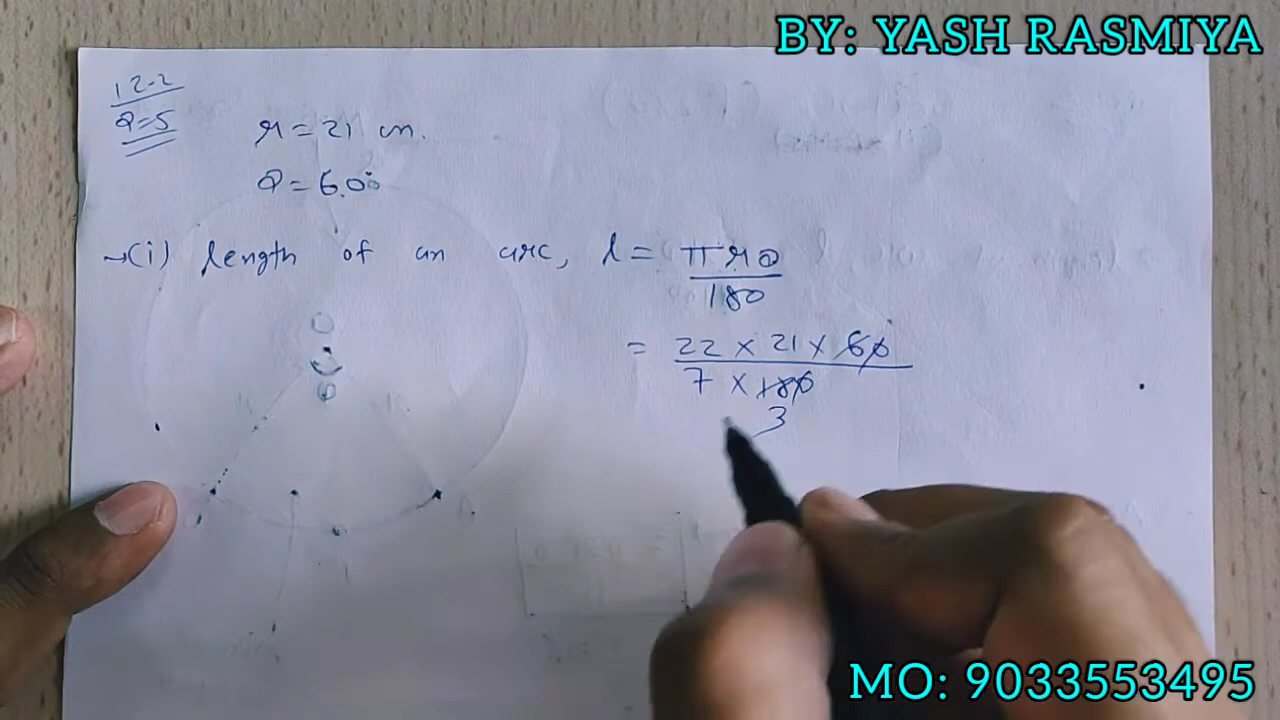 BY: YASH RASMIYA
12.2
Q=5
r = 21 cm.
θ = 60°
→(i) length of an arc, l = πrθ
180
= 22 × 21 × 60
7 × 180
3
MO: 9033553495